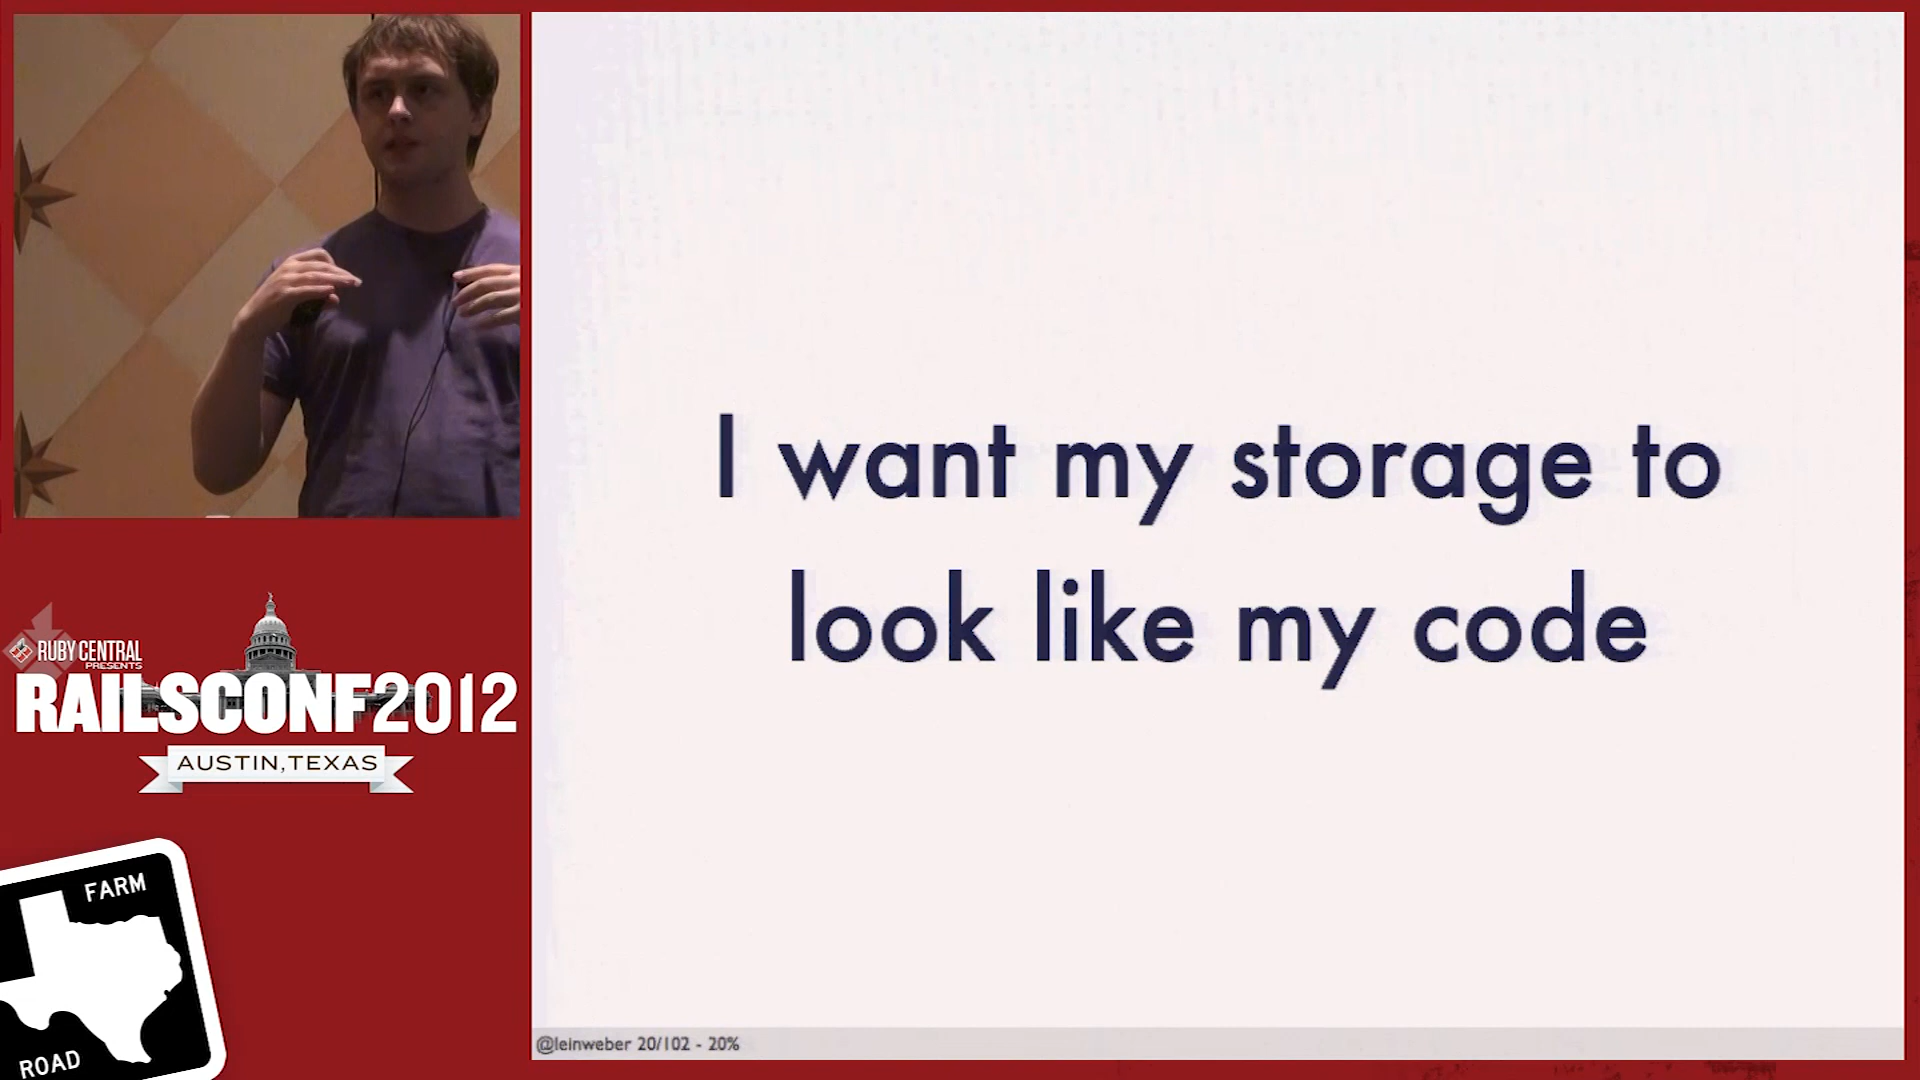 I want my storage to
look like my code
@leinweber 20/102 - 20%
RUBY CENTRAL
PRESENTS
RAILSCONF2012
AUSTIN, TEXAS
FARM
ROAD